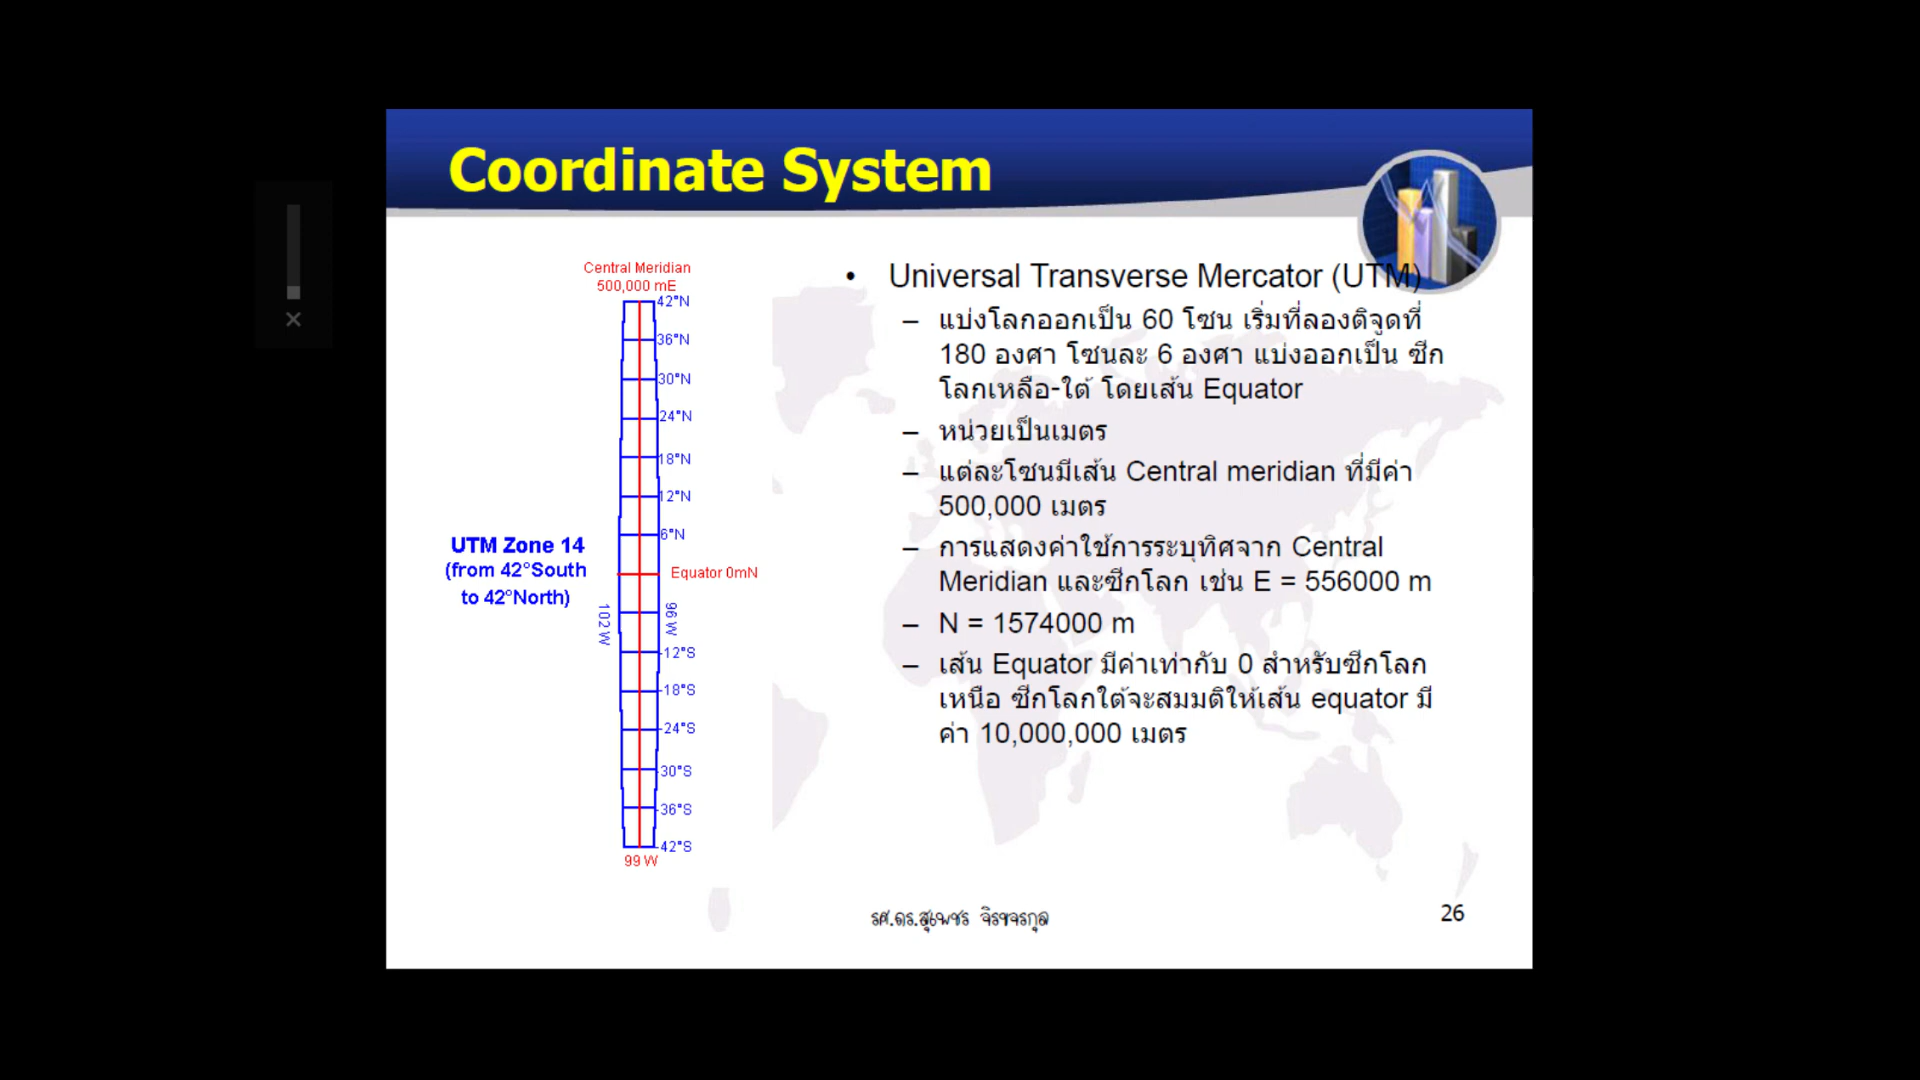 Coordinate System
Central Meridian
500,000 mE
42°N
36°N
30°N
24°N
18°N
12°N
6°N
UTM Zone 14
(from 42°South
to 42°North)
Equator 0mN
102 W
96 W
12°S
18°S
24°S
30°S
36°S
42°S
99 W
• Universal Transverse Mercator (UTM)
– แบ่งโลกออกเป็น 60 โซน เริ่มที่ลองติจูดที่
180 องศา โซนละ 6 องศา แบ่งออกเป็น ซีก
โลกเหลือ-ใต้ โดยเส้น Equator
– หน่วยเป็นเมตร
– แต่ละโซนมีเส้น Central meridian ที่มีค่า
500,000 เมตร
– การแสดงค่าใช้การระบุทิศจาก Central
Meridian และซีกโลก เช่น E = 556000 m
– N = 1574000 m
– เส้น Equator มีค่าเท่ากับ 0 สำหรับซีกโลก
เหนือ ซีกโลกใต้จะสมมติให้เส้น equator มี
ค่า 10,000,000 เมตร
รศ.ดร.สุเพชร จิรขจรกุล
26